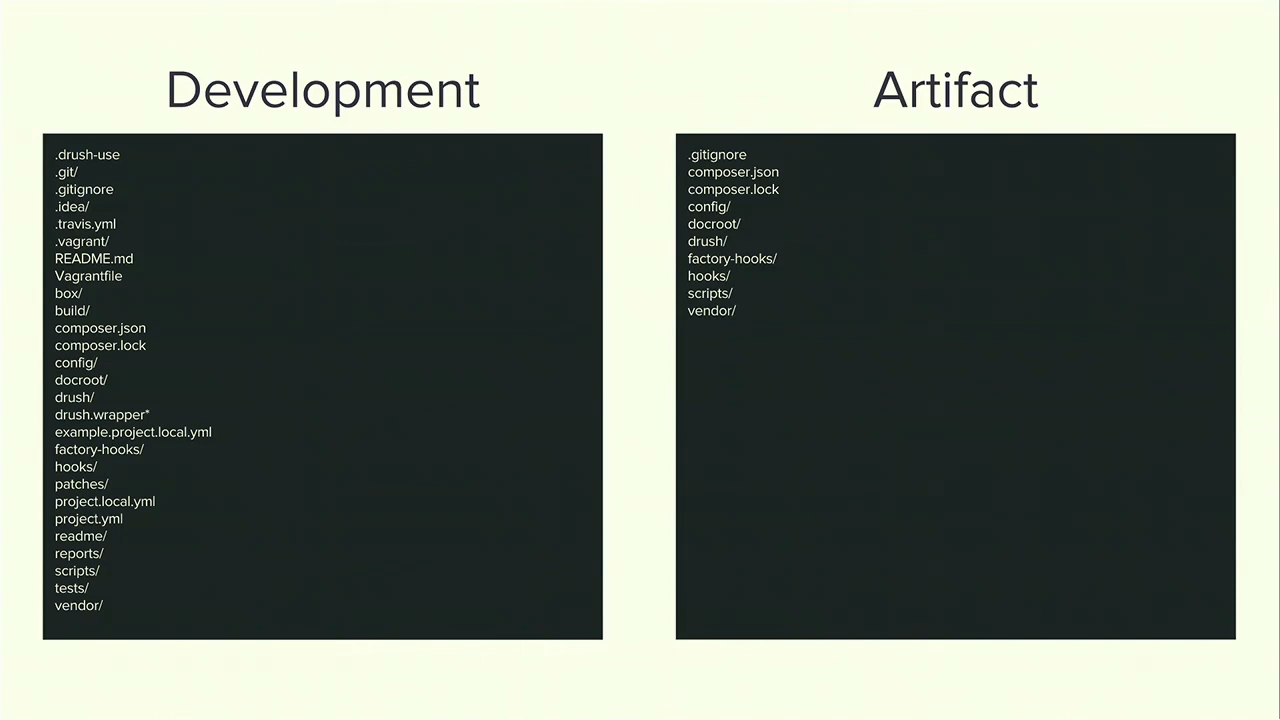 Development
.drush-use
.git/
.gitignore
.idea/
.travis.yml
.vagrant/
README.md
Vagrantfile
box/
build/
composer.json
composer.lock
config/
docroot/
drush/
drush.wrapper*
example.project.local.yml
factory-hooks/
hooks/
patches/
project.local.yml
project.yml
readme/
reports/
scripts/
tests/
vendor/
Artifact
.gitignore
composer.json
composer.lock
config/
docroot/
drush/
factory-hooks/
hooks/
scripts/
vendor/